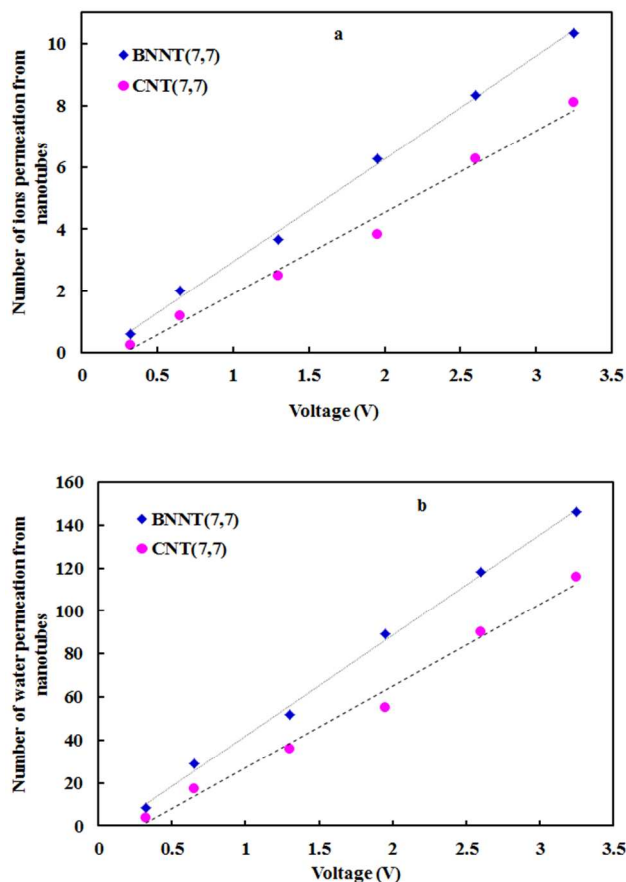 a
BNNT(7,7)
CNT(7,7)
Number of ions permeation from
nanotubes
10
8
6
4
2
0
0 0.5 1 1.5 2 2.5 3 3.5
Voltage (V)
b
BNNT(7,7)
CNT(7,7)
Number of water permeation from
nanotubes
160
140
120
100
80
60
40
20
0
0 0.5 1 1.5 2 2.5 3 3.5
Voltage (V)